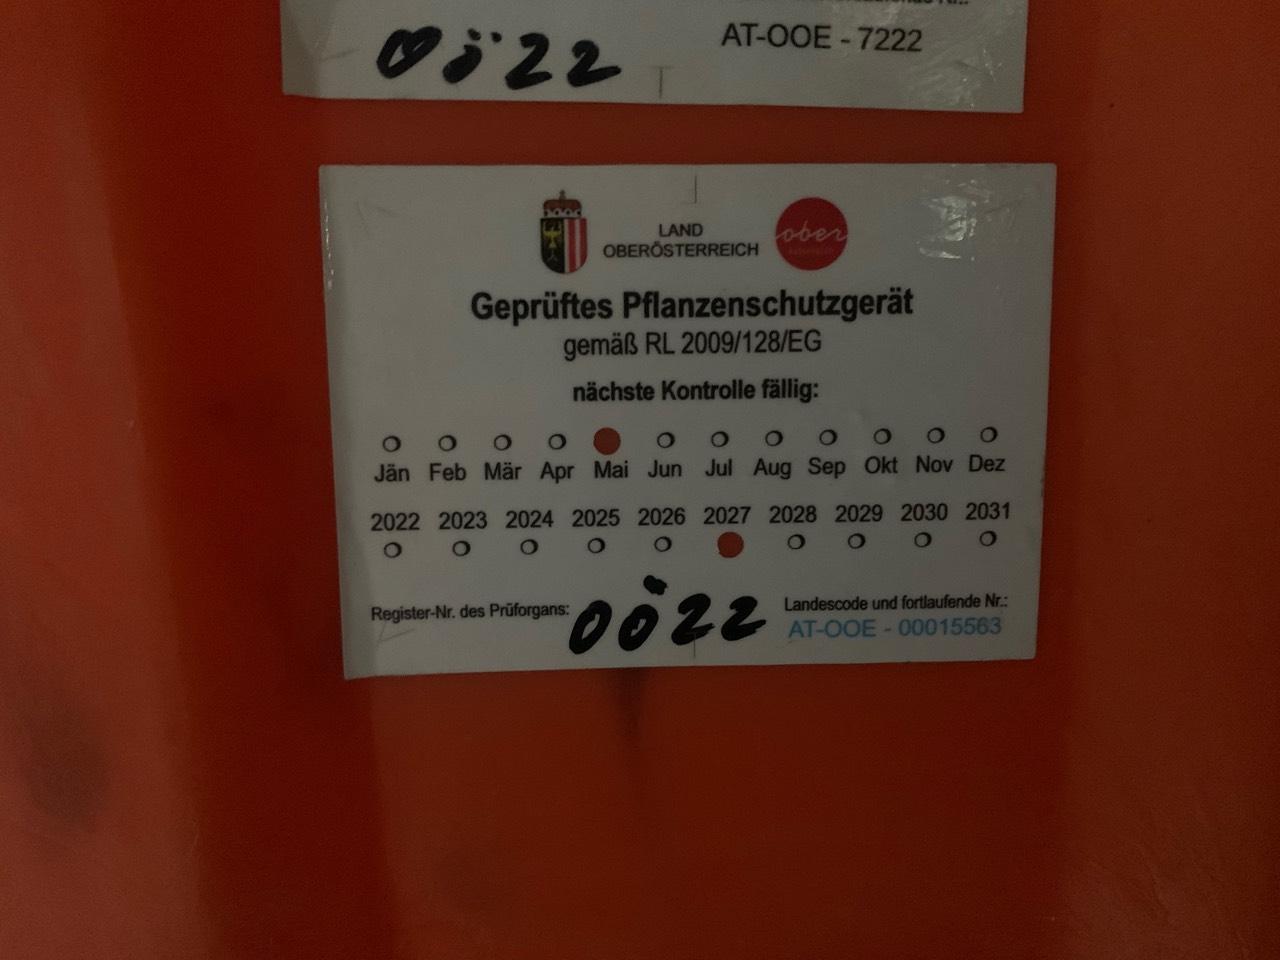 OÖ22
AT-OOE - 7222
LAND
OBERÖSTERREICH
ober
Geprüftes Pflanzenschutzgerät
gemäß RL 2009/128/EG
nächste Kontrolle fällig:
Jän Feb Mär Apr Mai Jun Jul Aug Sep Okt Nov Dez
2022 2023 2024 2025 2026 2027 2028 2029 2030 2031
Register-Nr. des Prüforgans: OÖ22
Landescode und fortlaufende Nr.:
AT-OOE - 00015563